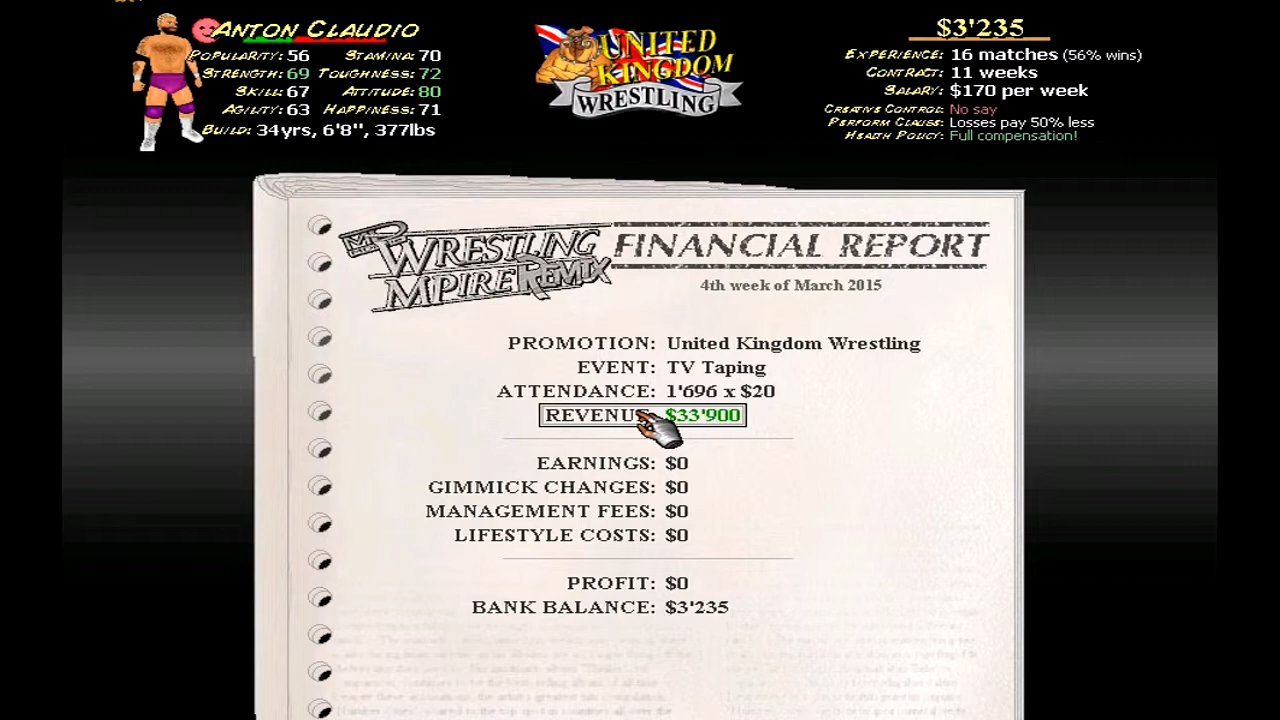 ANTON CLAUDIO
POPULARITY: 56 STAMINA: 70
STRENGTH: 69 TOUGHNESS: 72
SKILL: 67 ATTITUDE: 80
AGILITY: 63 HAPPINESS: 71
BUILD: 34yrs, 6'8", 377lbs
UNITED
KINGDOM
WRESTLING
$3'235
EXPERIENCE: 16 matches (56% wins)
CONTRACT: 11 weeks
SALARY: $170 per week
CREATIVE CONTROL: No say
PERFORM CLAUSE: Losses pay 50% less
HEALTH POLICY: Full compensation!
WRESTLING
MPIRE REMIX
FINANCIAL REPORT
4th week of March 2015
PROMOTION: United Kingdom Wrestling
EVENT: TV Taping
ATTENDANCE: 1'696 x $20
REVENUE: $33'900
EARNINGS: $0
GIMMICK CHANGES: $0
MANAGEMENT FEES: $0
LIFESTYLE COSTS: $0
PROFIT: $0
BANK BALANCE: $3'235